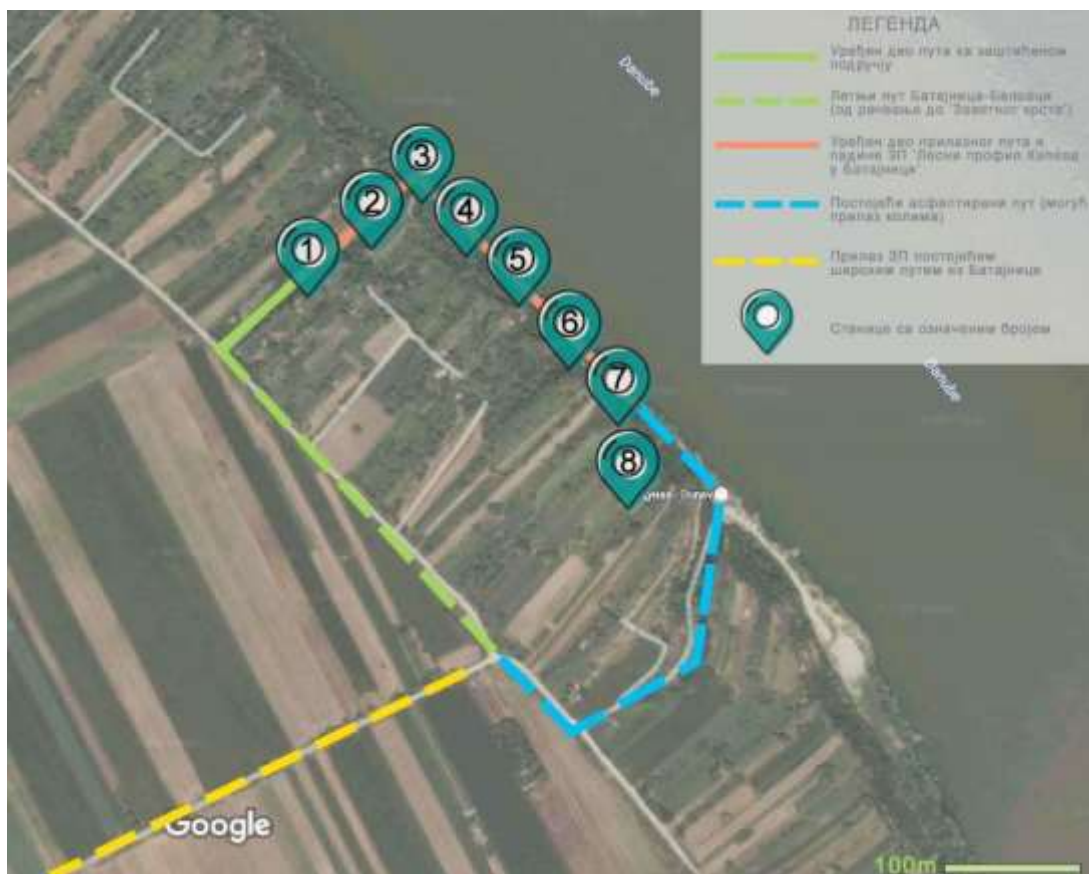 ЛЕГЕНДА
Уређен део пута ка заштићеном
подручју
Летњи пут Батајница-Беловац
(од рачвања до "Заветног крста")
Уређен део прилазног пута и
падине ЗП "Лесни профил Капела
у Батајници"
Постојећи асфалтирани пут (могућ
прилаз колима)
Прилаз ЗП постојећим
широким путем из Батајнице
Станице са означеним бројем
Danube
Danube
3
2
4
1
5
6
7
8
Google
100m